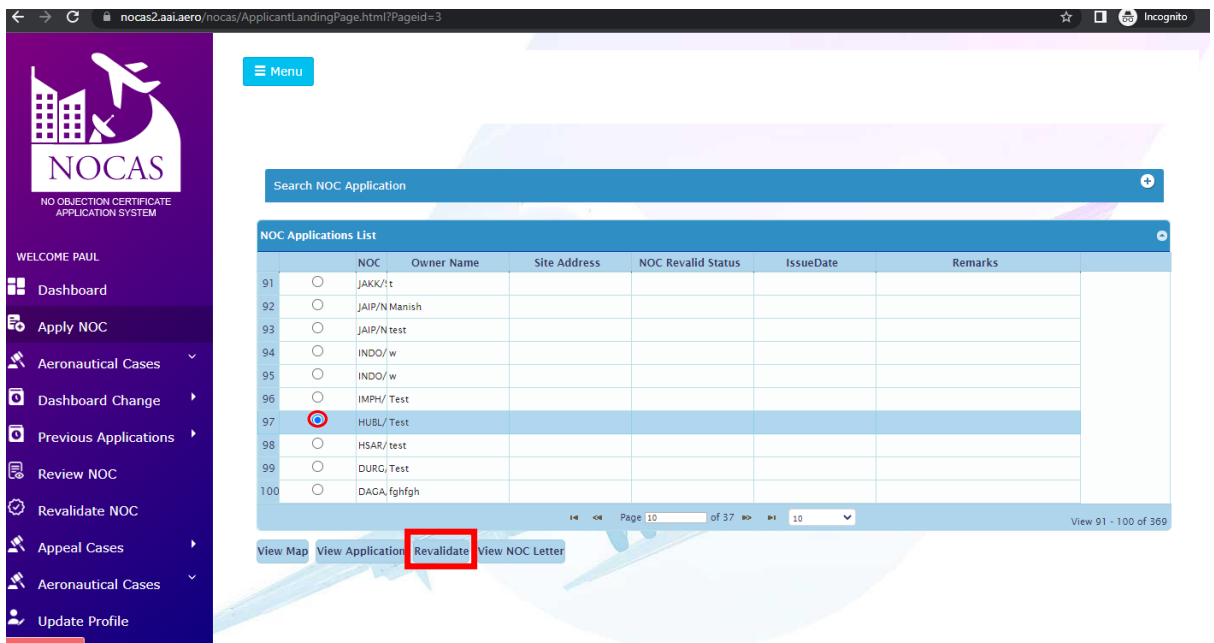 nocas2.aai.aero/nocas/ApplicantLandingPage.html?Pageid=3 Incognito
NOCAS
NO OBJECTION CERTIFICATE
APPLICATION SYSTEM
WELCOME PAUL
Dashboard
Apply NOC
Aeronautical Cases
Dashboard Change
Previous Applications
Review NOC
Revalidate NOC
Appeal Cases
Aeronautical Cases
Update Profile
☰ Menu
Search NOC Application
NOC Applications List
NOC Owner Name Site Address NOC Revalid Status IssueDate Remarks
91 JAKK/ t
92 JAIP/N Manish
93 JAIP/N test
94 INDO/ w
95 INDO/ w
96 IMPH/ Test
97 HUBL/ Test
98 HSAR/ test
99 DURG, Test
100 DAGA, fghfgh
Page 10 of 37 10 View 91 - 100 of 369
View Map View Application Revalidate View NOC Letter